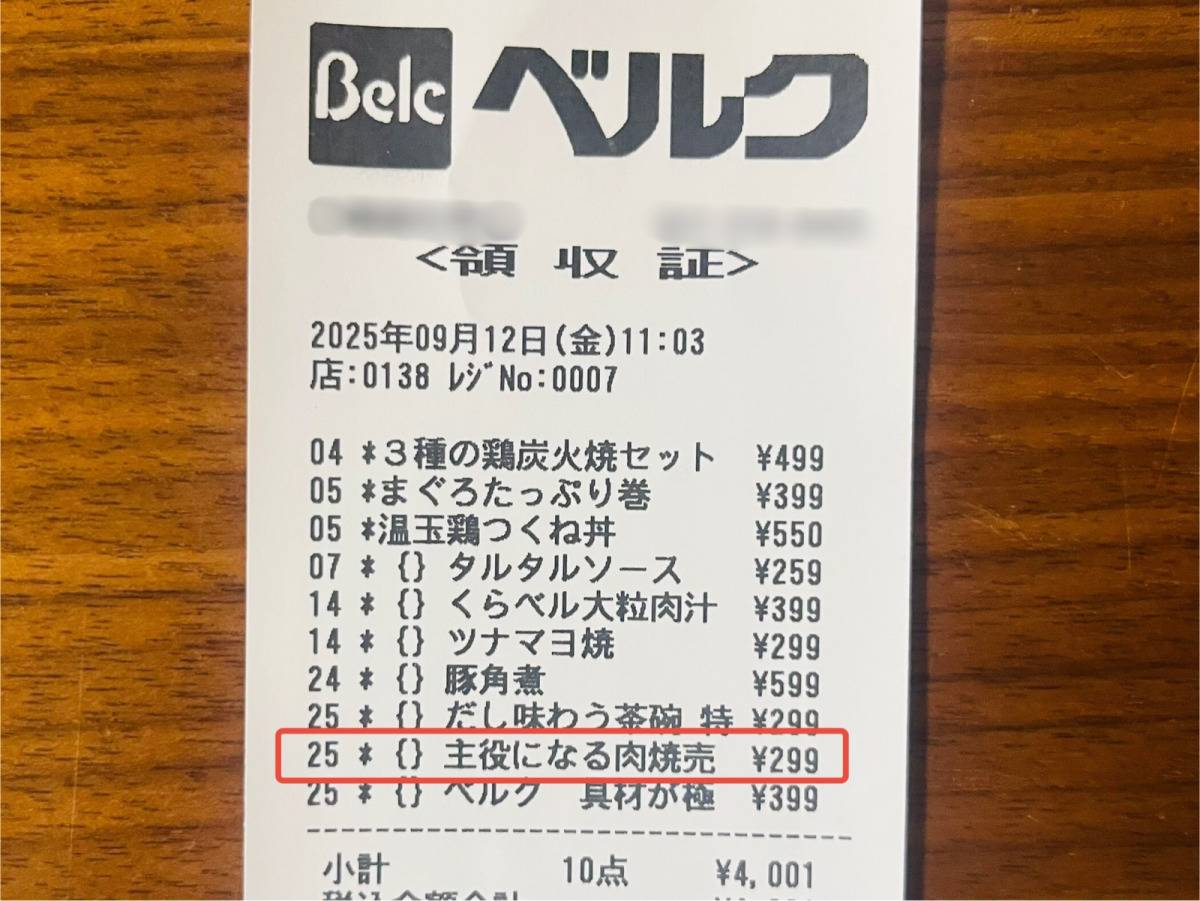 Belc ベルク
<領 収 証>
2025年09月12日(金)11:03
店:0138 ﾚｼﾞNo:0007
04 *3種の鶏炭火焼セット ¥499
05 *まぐろたっぷり巻 ¥399
05 *温玉鶏つくね丼 ¥550
07 * {} タルタルソース ¥259
14 * {} くらベル大粒肉汁 ¥399
14 * {} ツナマヨ焼 ¥299
24 * {} 豚角煮 ¥599
25 * {} だし味わう茶碗 特 ¥299
25 * {} 主役になる肉焼売 ¥299
25 * {} ベルク 具材が極 ¥399
小計 10点 ¥4,001